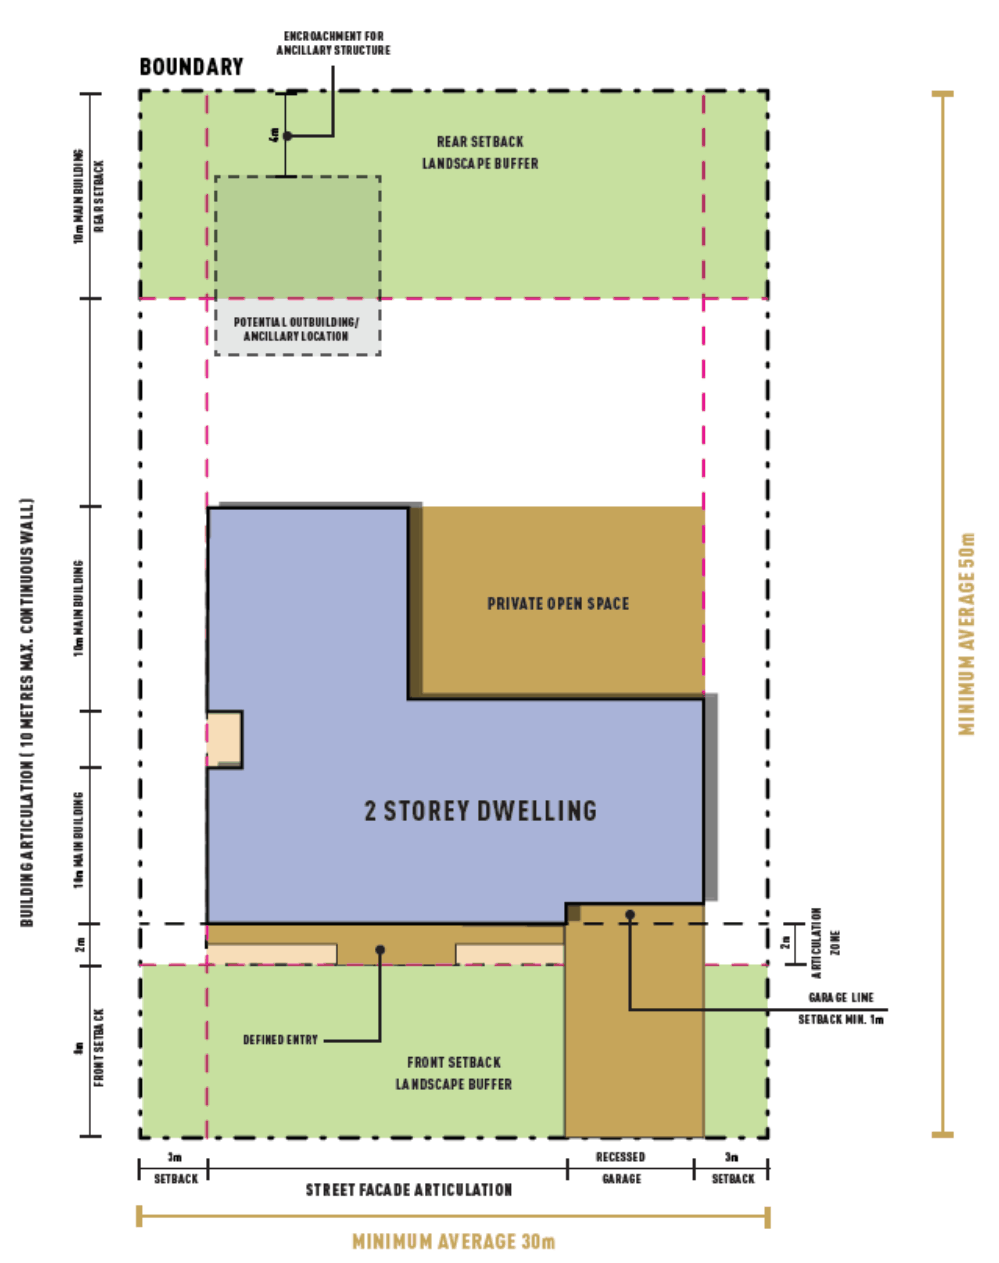 ENCROACHMENT FOR
ANCILLARY STRUCTURE
BOUNDARY
4m
REAR SETBACK
LANDSCAPE BUFFER
10m MAIN BUILDING
REAR SETBACK
POTENTIAL OUTBUILDING/
ANCILLARY LOCATION
BUILDING ARTICULATION ( 10 METRES MAX. CONTINUOUS WALL)
10m MAIN BUILDING
PRIVATE OPEN SPACE
MINIMUM AVERAGE 50m
10m MAIN BUILDING
2 STOREY DWELLING
2m
2m
ARTICULATION
ZONE
GARAGE LINE
SETBACK MIN. 1m
DEFINED ENTRY
8m
FRONT SETBACK
FRONT SETBACK
LANDSCAPE BUFFER
3m
SETBACK
STREET FACADE ARTICULATION
RECESSED
GARAGE
3m
SETBACK
MINIMUM AVERAGE 30m